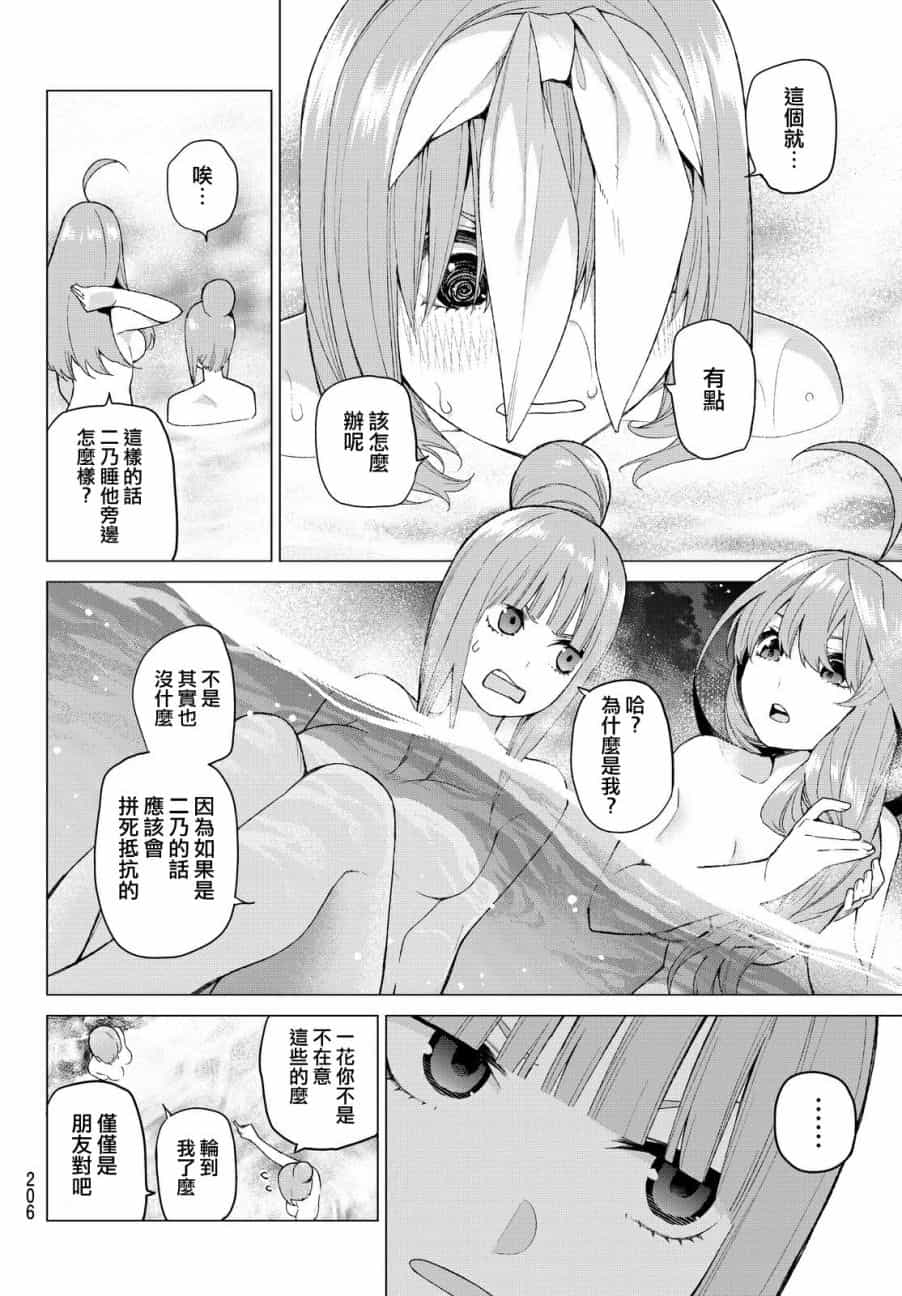 這個就…
有點
該怎麼
辦呢
唉…
這樣的話
二乃睡他旁邊
怎麼樣？
哈？
為什麼是我？
不是
其實也
沒什麼
因為如果是
二乃的話
應該會
拼死抵抗的
……
一花你不是
不在意
這些的麼
輪到
我了麼
僅僅是
朋友對吧
206